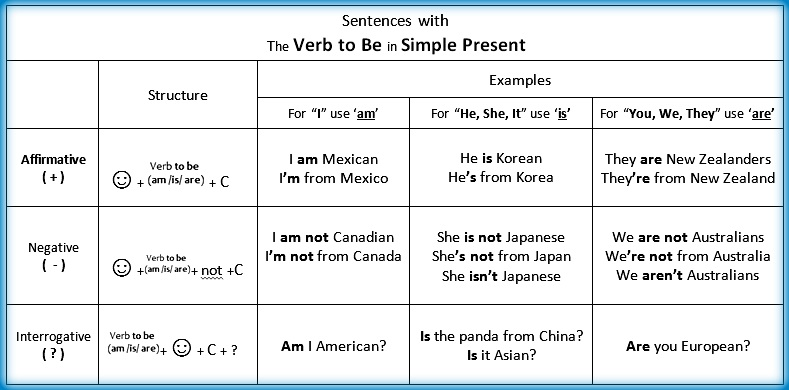 Sentences with
The Verb to Be in Simple Present
Structure
Examples
For “I” use ‘am’
For “He, She, It” use ‘is’
For “You, We, They” use ‘are’
Affirmative
( + )
Verb to be
☺ + (am /is/ are) + C
I am Mexican
I’m from Mexico
He is Korean
He’s from Korea
They are New Zealanders
They’re from New Zealand
Negative
( - )
Verb to be
☺ +(am /is/ are)+ not +C
I am not Canadian
I’m not from Canada
She is not Japanese
She’s not from Japan
She isn’t Japanese
We are not Australians
We’re not from Australia
We aren’t Australians
Interrogative
( ? )
Verb to be
(am /is/ are)+ ☺ + C + ?
Am I American?
Is the panda from China?
Is it Asian?
Are you European?